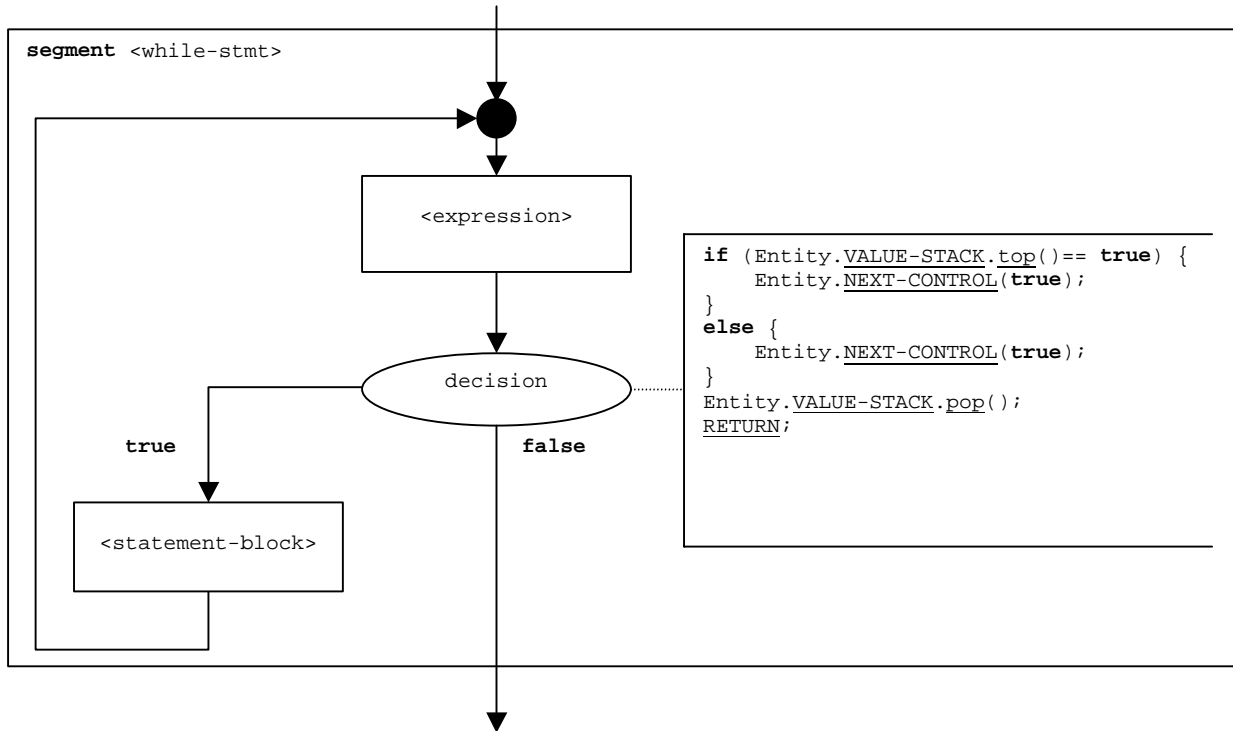 segment <while-stmt>
<expression>
if (Entity.VALUE-STACK.top()== true) {
Entity.NEXT-CONTROL(true);
}
else {
Entity.NEXT-CONTROL(true);
}
Entity.VALUE-STACK.pop();
RETURN;
decision
true
false
<statement-block>